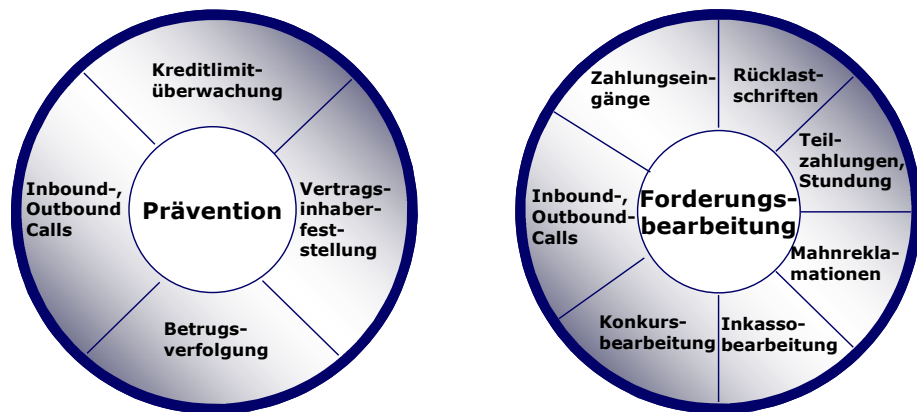 Kreditlimit-
überwachung
Vertrags-
inhaber-
fest-
stellung
Betrugs-
verfolgung
Inbound-,
Outbound
Calls
Prävention
Zahlungsein-
gänge
Rücklast-
schriften
Teil-
zahlungen,
Stundung
Mahnrekla-
mationen
Inkasso-
bearbeitung
Konkurs-
bearbeitung
Inbound-,
Outbound-
Calls
Forderungs-
bearbeitung